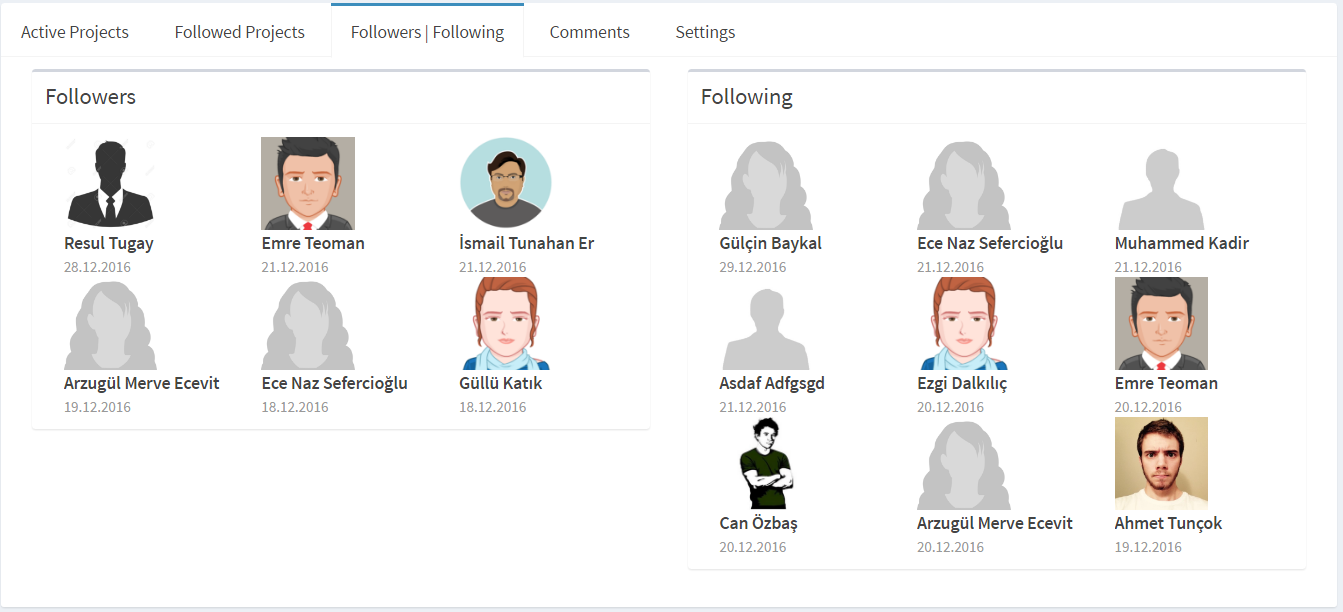 Active Projects Followed Projects Followers | Following Comments Settings
Followers
Resul Tugay Emre Teoman İsmail Tunahan Er
28.12.2016 21.12.2016 21.12.2016
Arzugül Merve Ecevit Ece Naz Sefercioğlu Güllü Katık
19.12.2016 18.12.2016 18.12.2016
Following
Gülçin Baykal Ece Naz Sefercioğlu Muhammed Kadir
29.12.2016 21.12.2016 21.12.2016
Asdaf Adfgsgd Ezgi Dalkılıç Emre Teoman
21.12.2016 20.12.2016 20.12.2016
Can Özbaş Arzugül Merve Ecevit Ahmet Tunçok
20.12.2016 20.12.2016 19.12.2016